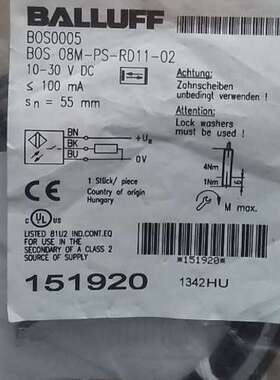 BALLUFF
BOS0005
BOS 08M-PS-RD11-02
10-30 V DC
≤ 100 mA
sn = 55 mm
Achtung:
Zahnscheiben
unbedingt verwenden !
Attention:
Lock washers
must be used !
BN
BK
BU
+UB
0V
4Nm
1Nm
M max.
1 Stück/ piece
Country of origin
Hungary
CE
c UL US
LISTED 81U2 IND.CONT.EQ
FOR USE IN THE
SECONDARY OF A CLASS 2
SOURCE OF SUPPLY
*151920*
151920
1342HU